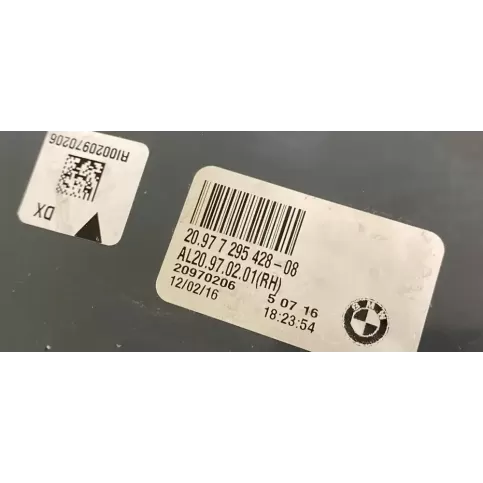 AI00020970206
DX
20.97 7 295 428-08
AL20.97.02.01(RH)
20970206
5 07 16
12/02/16
18:23:54
BMW